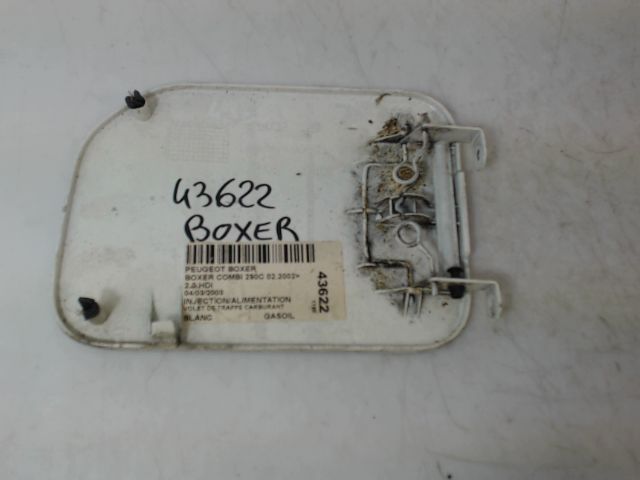 43622
BOXER
PEUGEOT BOXER
BOXER COMBI 290C 02.2002>
2.0.HDI
04/03/2003
INJECTION/ALIMENTATION
VOLET DE TRAPPE CARBURANT
BLANC GASOIL
43622